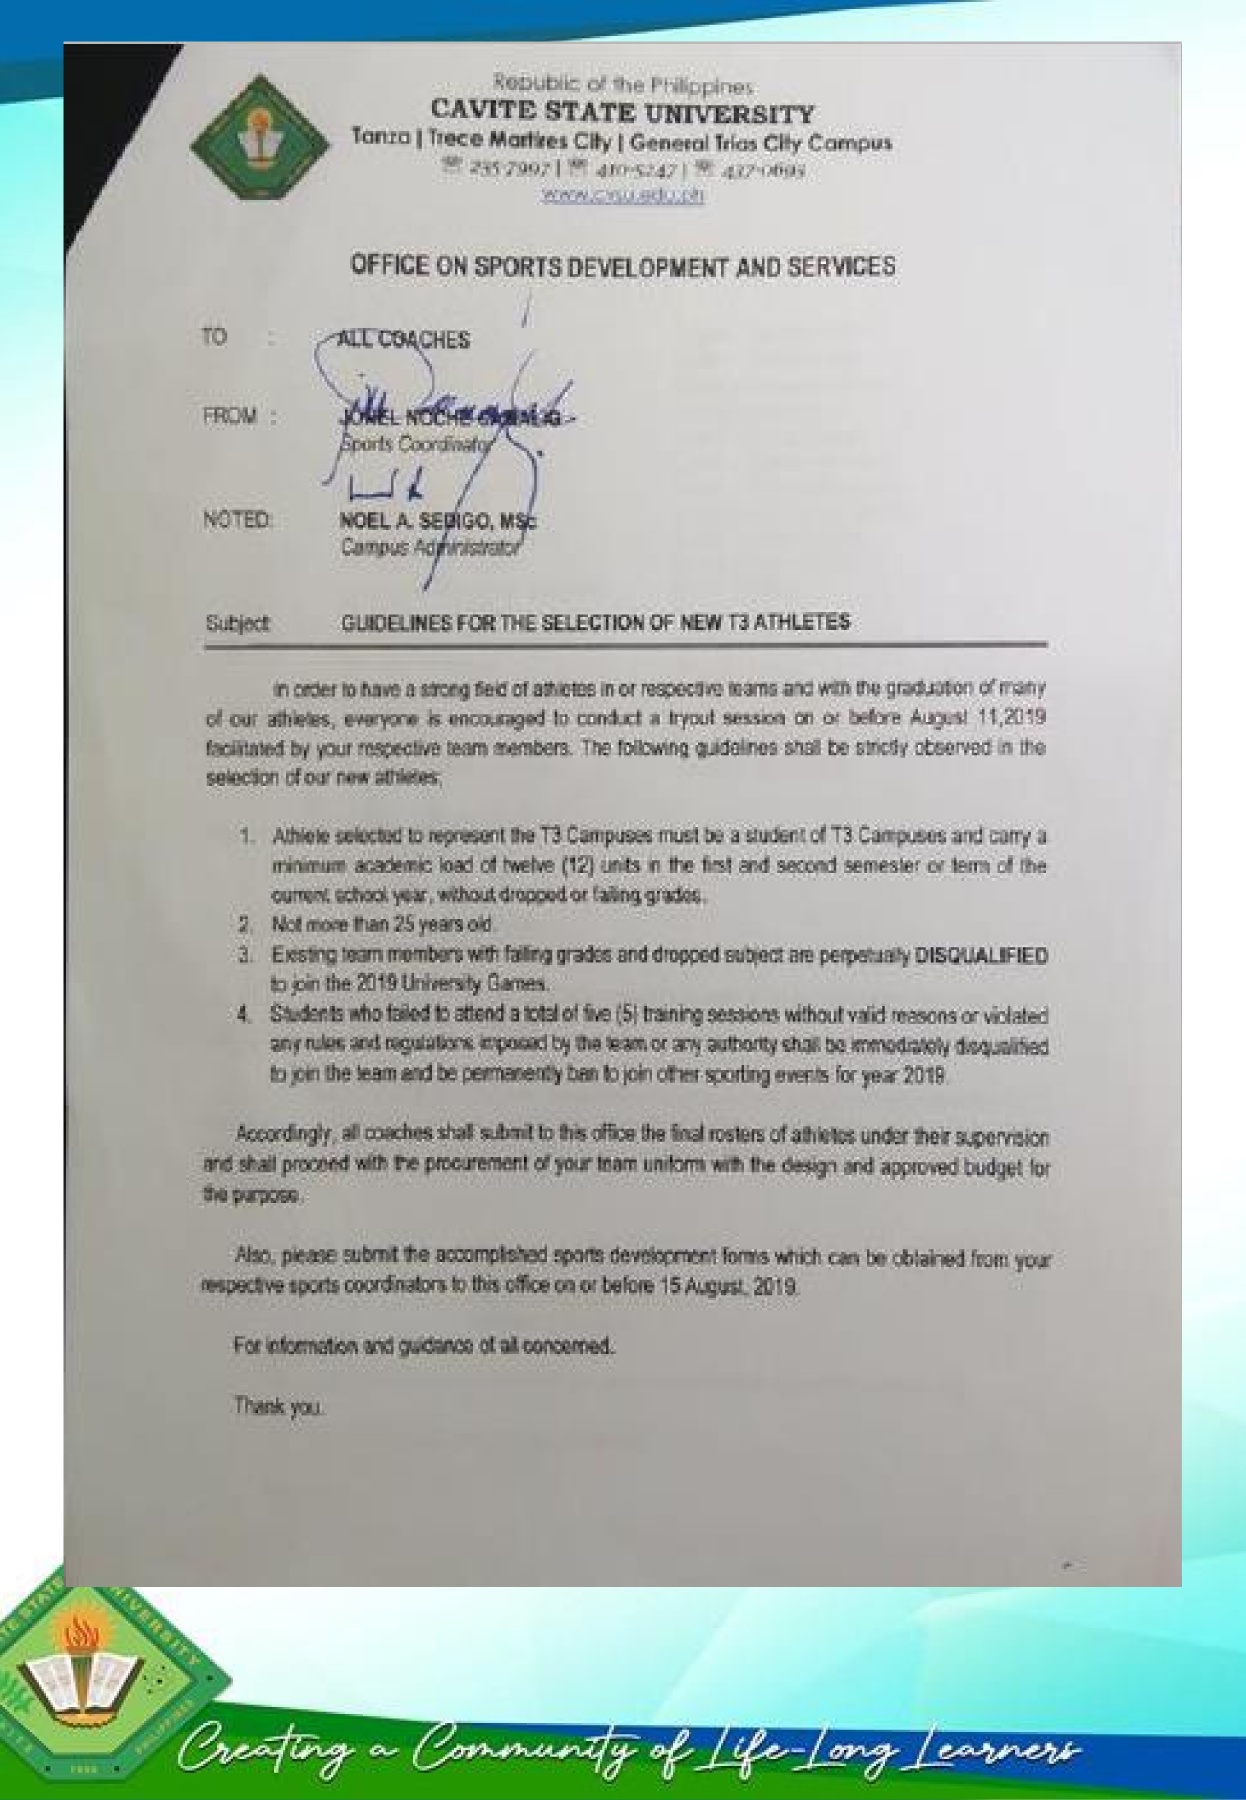 Republic of the Philippines
CAVITE STATE UNIVERSITY
Tanza | Trece Martires City | General Trias City Campus
☏ 235-7997 | ☏ 410-5247 | ☏ 437-0693
www.cvsu.edu.ph
OFFICE ON SPORTS DEVELOPMENT AND SERVICES
TO : ALL COACHES
FROM : JONEL NOCHE
Sports Coordinator
NOTED: NOEL A. SEDIGO, MSc
Campus Administrator
Subject: GUIDELINES FOR THE SELECTION OF NEW T3 ATHLETES
In order to have a strong field of athletes in or respective teams and with the graduation of many
of our athletes, everyone is encouraged to conduct a tryout session on or before August 11,2019
facilitated by your respective team members. The following guidelines shall be strictly observed in the
selection of our new athletes;
1. Athlete selected to represent the T3 Campuses must be a student of T3 Campuses and carry a
minimum academic load of twelve (12) units in the first and second semester or term of the
current school year, without dropped or failing grades.
2. Not more than 25 years old.
3. Existing team members with failing grades and dropped subject are perpetually DISQUALIFIED
to join the 2019 University Games.
4. Students who failed to attend a total of five (5) training sessions without valid reasons or violated
any rules and regulations imposed by the team or any authority shall be immediately disqualified
to join the team and be permanently ban to join other sporting events for year 2019.
Accordingly, all coaches shall submit to this office the final rosters of athletes under their supervision
and shall proceed with the procurement of your team uniform with the design and approved budget for
the purpose.
Also, please submit the accomplished sports development forms which can be obtained from your
respective sports coordinators to this office on or before 15 August, 2019.
For information and guidance of all concerned.
Thank you.
Creating a Community of Life-Long Learners